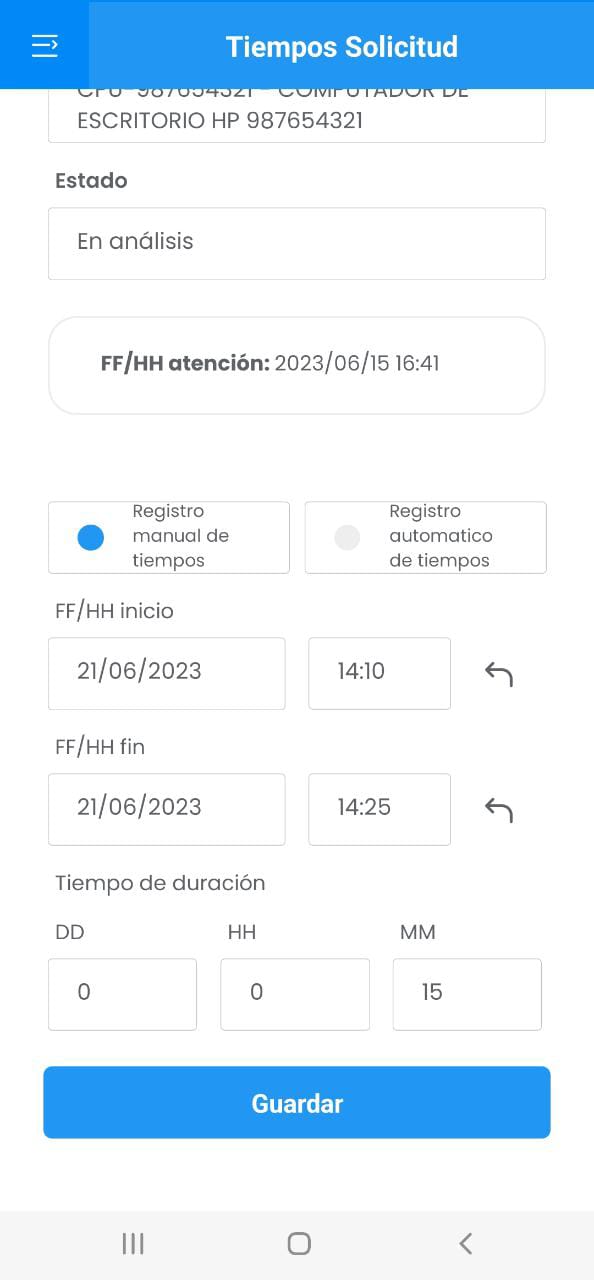 Tiempos Solicitud
CPU-987654321 - COMPUTADOR DE
ESCRITORIO HP 987654321
Estado
En análisis
FF/HH atención: 2023/06/15 16:41
Registro
manual de
tiempos
Registro
automatico
de tiempos
FF/HH inicio
21/06/2023
14:10
FF/HH fin
21/06/2023
14:25
Tiempo de duración
DD
HH
MM
0
0
15
Guardar